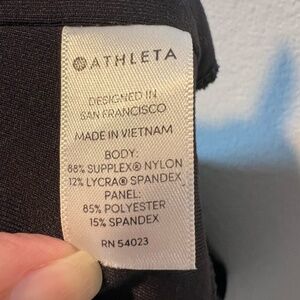 ATHLETA
DESIGNED IN
SAN FRANCISCO
MADE IN VIETNAM
BODY:
88% SUPPLEX® NYLON
12% LYCRA® SPANDEX
PANEL:
85% POLYESTER
15% SPANDEX
RN 54023